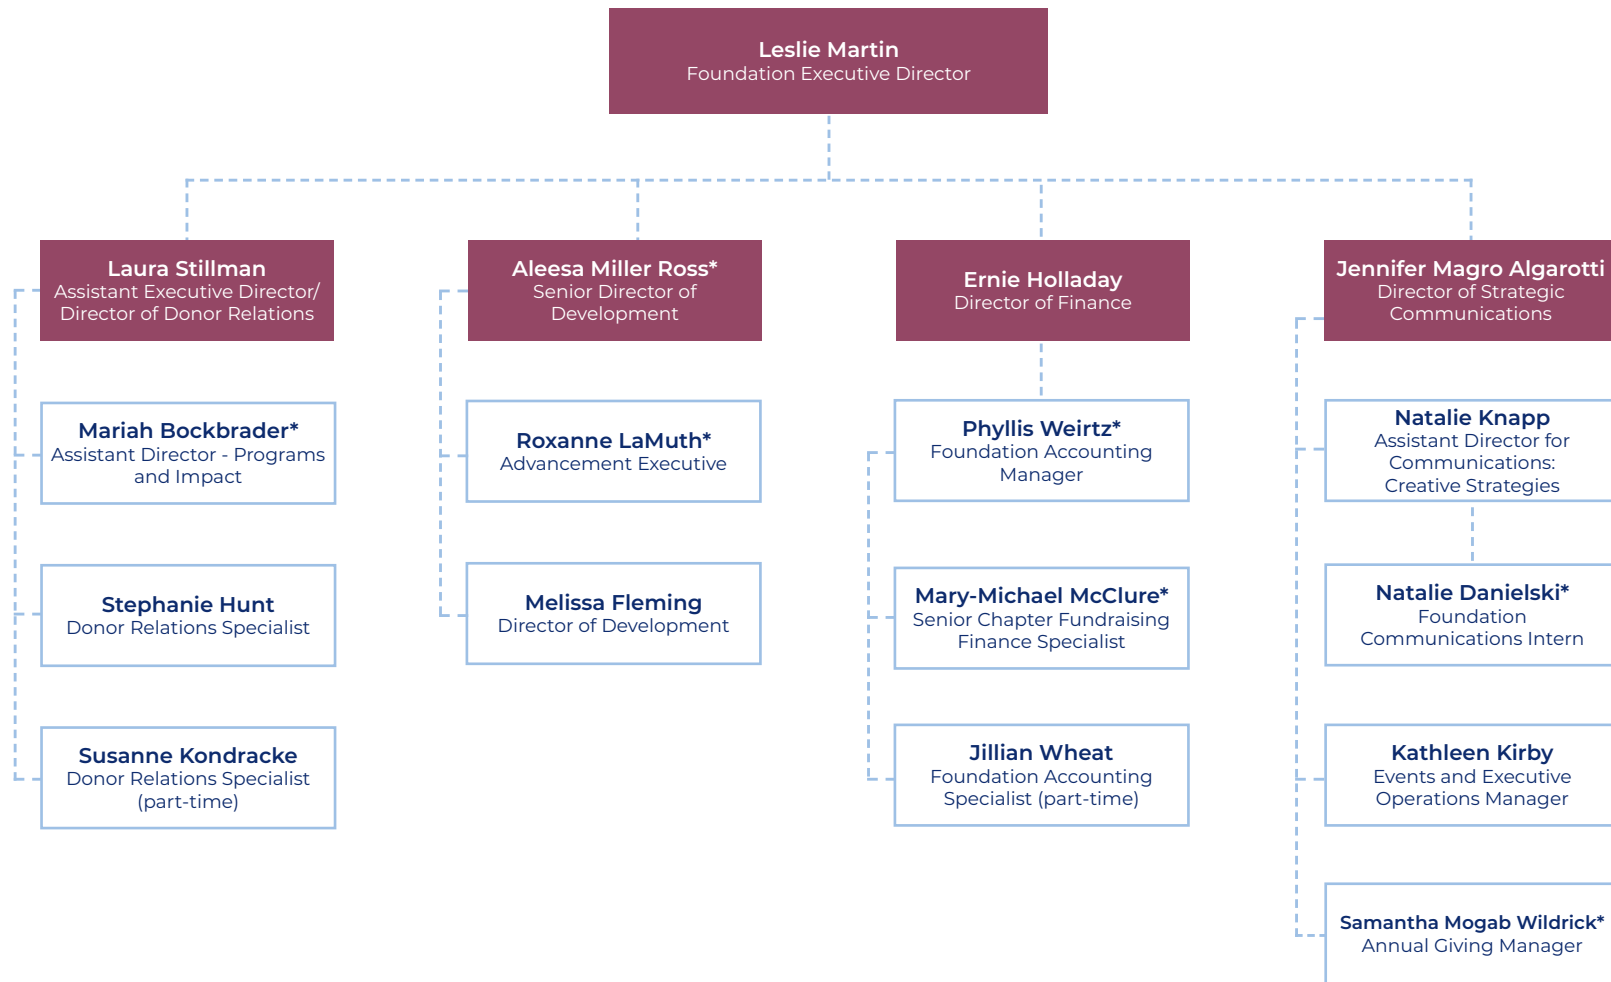 Leslie Martin
Foundation Executive Director
Laura Stillman
Assistant Executive Director/
Director of Donor Relations
Mariah Bockbrader*
Assistant Director - Programs
and Impact
Stephanie Hunt
Donor Relations Specialist
Susanne Kondracke
Donor Relations Specialist
(part-time)
Aleesa Miller Ross*
Senior Director of
Development
Roxanne LaMuth*
Advancement Executive
Melissa Fleming
Director of Development
Ernie Holladay
Director of Finance
Phyllis Weirtz*
Foundation Accounting
Manager
Mary-Michael McClure*
Senior Chapter Fundraising
Finance Specialist
Jillian Wheat
Foundation Accounting
Specialist (part-time)
Jennifer Magro Algarotti
Director of Strategic
Communications
Natalie Knapp
Assistant Director for
Communications:
Creative Strategies
Natalie Danielski*
Foundation
Communications Intern
Kathleen Kirby
Events and Executive
Operations Manager
Samantha Mogab Wildrick*
Annual Giving Manager